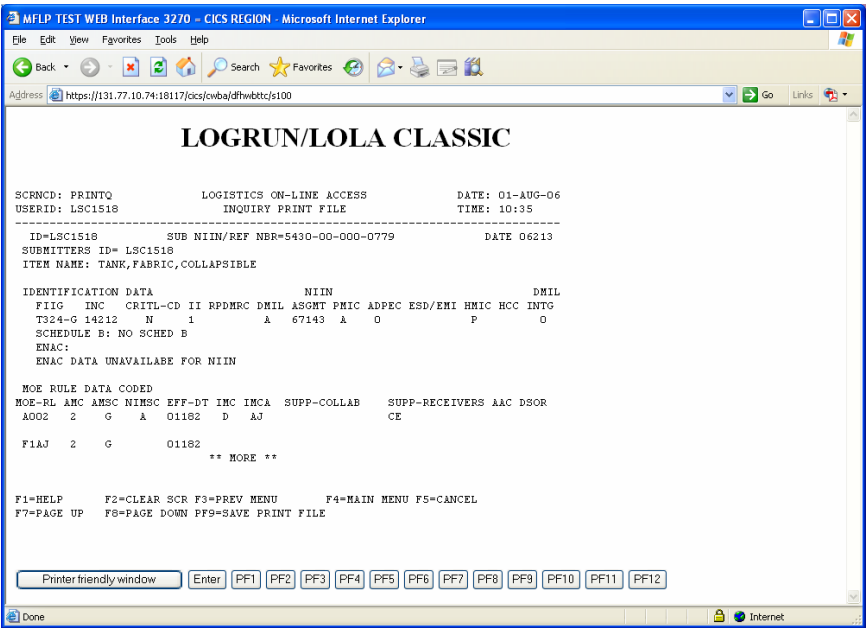 MFLP TEST WEB Interface 3270 - CICS REGION - Microsoft Internet Explorer
File Edit View Favorites Tools Help
Back Search Favorites
Address https://131.77.10.74:18117/cics/cwba/dfhwbttc/s100 Go Links
LOGRUN/LOLA CLASSIC
SCRNCD: PRINTQ LOGISTICS ON-LINE ACCESS DATE: 01-AUG-06
USERID: LSC1518 INQUIRY PRINT FILE TIME: 10:35
--------------------------------------------------------------------------------
ID=LSC1518 SUB NIIN/REF NBR=5430-00-000-0779 DATE 06213
SUBMITTERS ID= LSC1518
ITEM NAME: TANK,FABRIC,COLLAPSIBLE
IDENTIFICATION DATA NIIN DMIL
FIIG INC CRITL-CD II RPDMRC DMIL ASGMT PMIC ADPEC ESD/EMI HMIC HCC INTG
T324-G 14212 N 1 A 67143 A 0 P 0
SCHEDULE B: NO SCHED B
ENAC:
ENAC DATA UNAVAILABE FOR NIIN
MOE RULE DATA CODED
MOE-RL AMC AMSC NIMSC EFF-DT IMC IMCA SUPP-COLLAB SUPP-RECEIVERS AAC DSOR
A002 2 G A 01182 D AJ CE
F1AJ 2 G 01182
** MORE **
F1=HELP F2=CLEAR SCR F3=PREV MENU F4=MAIN MENU F5=CANCEL
F7=PAGE UP F8=PAGE DOWN PF9=SAVE PRINT FILE
Printer friendly window Enter PF1 PF2 PF3 PF4 PF5 PF6 PF7 PF8 PF9 PF10 PF11 PF12
Done Internet